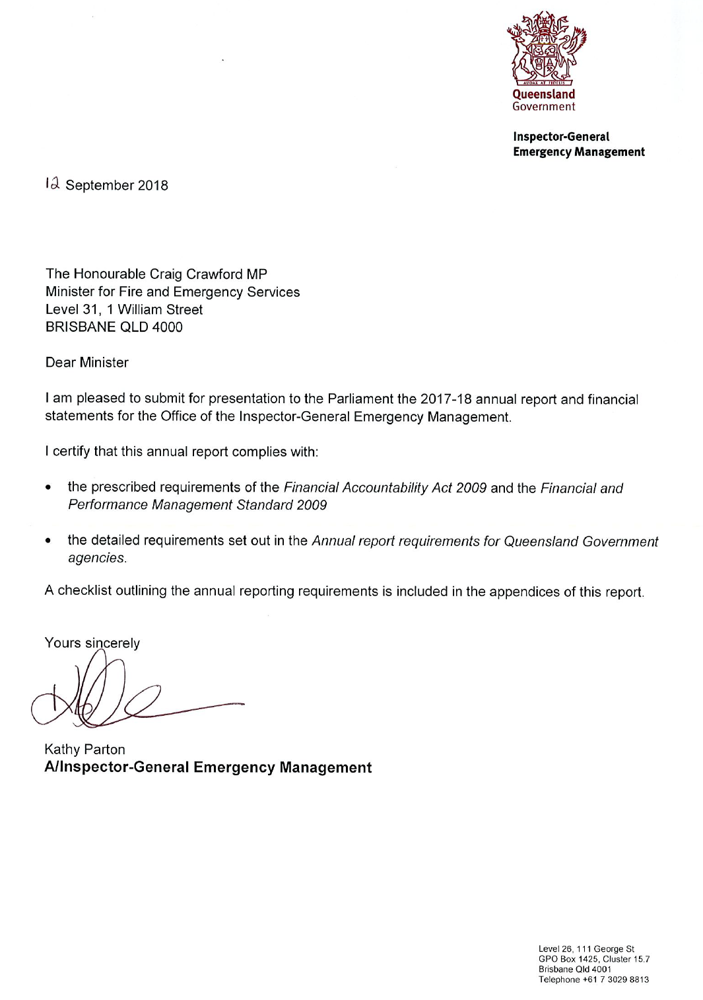 AUDAX AT FIDELIS
Queensland
Government
Inspector-General
Emergency Management
12 September 2018
The Honourable Craig Crawford MP
Minister for Fire and Emergency Services
Level 31, 1 William Street
BRISBANE QLD 4000
Dear Minister
I am pleased to submit for presentation to the Parliament the 2017-18 annual report and financial
statements for the Office of the Inspector-General Emergency Management.
I certify that this annual report complies with:
• the prescribed requirements of the Financial Accountability Act 2009 and the Financial and
Performance Management Standard 2009
• the detailed requirements set out in the Annual report requirements for Queensland Government
agencies.
A checklist outlining the annual reporting requirements is included in the appendices of this report.
Yours sincerely
Kathy Parton
A/Inspector-General Emergency Management
Level 26, 111 George St
GPO Box 1425, Cluster 15.7
Brisbane Qld 4001
Telephone +61 7 3029 8813